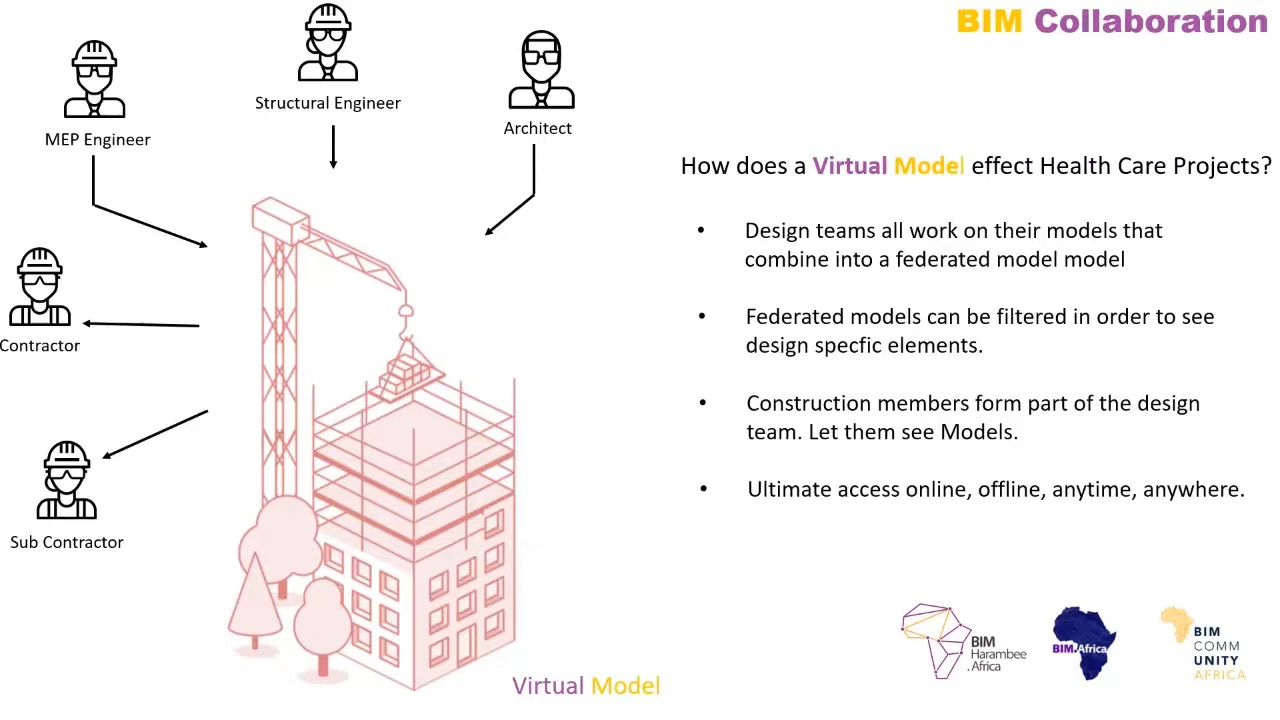 BIM Collaboration
Structural Engineer
Architect
MEP Engineer
Contractor
Sub Contractor
Virtual Model
How does a Virtual Model effect Health Care Projects?
• Design teams all work on their models that
combine into a federated model model
• Federated models can be filtered in order to see
design specfic elements.
• Construction members form part of the design
team. Let them see Models.
• Ultimate access online, offline, anytime, anywhere.
BIM
Harambee
.Africa
BIM.Africa
BIM
COMM
UNITY
AFRICA